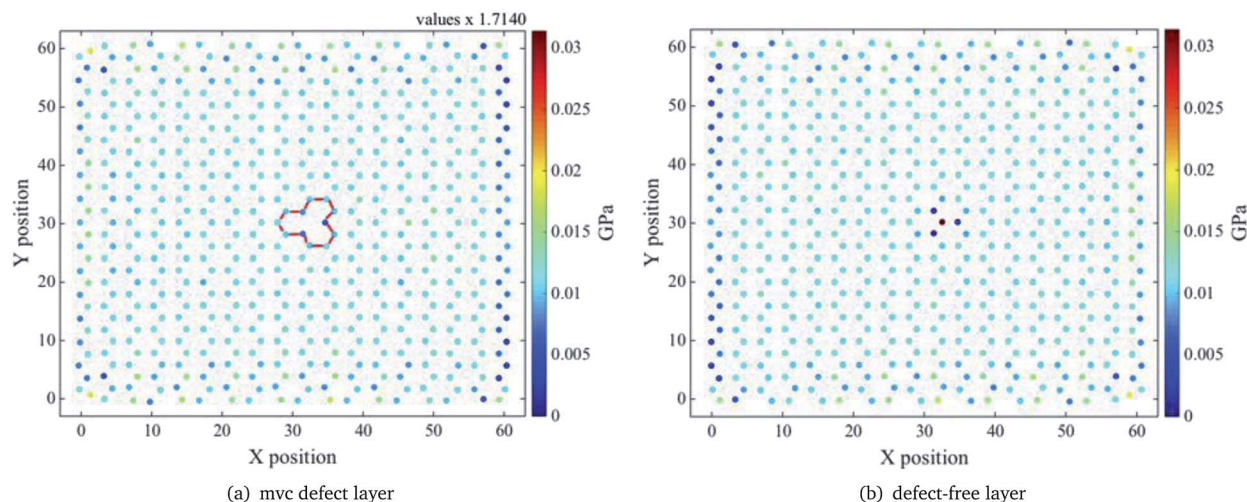 values x 1.7140
60
50
40
30
20
10
0
0 10 20 30 40 50 60
Y position
X position
0.03
0.025
0.02
0.015
0.01
0.005
0
GPa
(a) mvc defect layer
60
50
40
30
20
10
0
0 10 20 30 40 50 60
Y position
X position
0.03
0.025
0.02
0.015
0.01
0.005
0
GPa
(b) defect-free layer